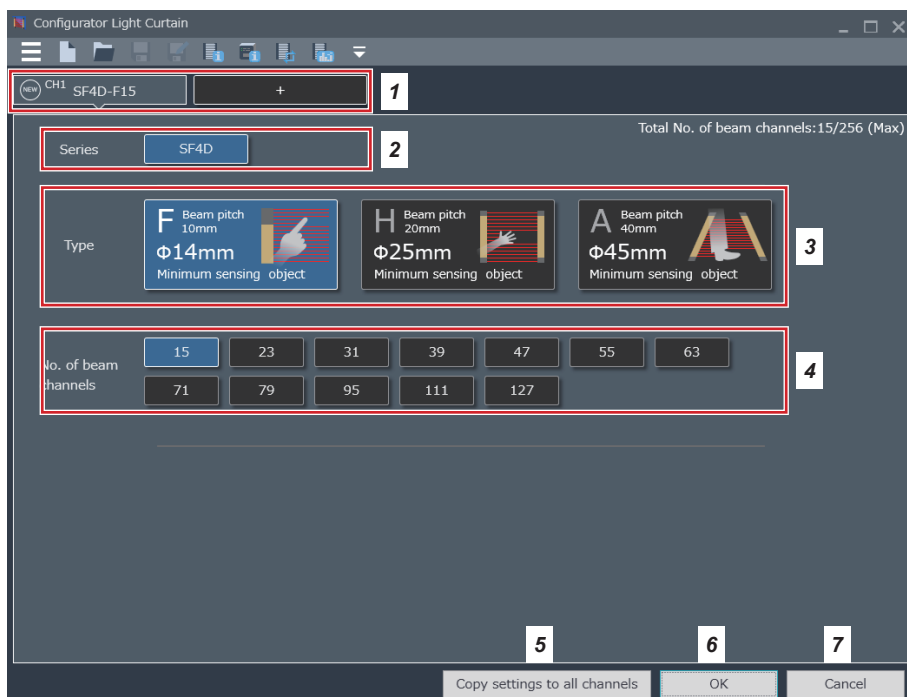 Configurator Light Curtain
NEW CH1 SF4D-F15
+
1
Total No. of beam channels:15/256 (Max)
Series
SF4D
2
Type
F Beam pitch
10mm
Φ14mm
Minimum sensing object
H Beam pitch
20mm
Φ25mm
Minimum sensing object
A Beam pitch
40mm
Φ45mm
Minimum sensing object
3
No. of beam
channels
15 23 31 39 47 55 63
71 79 95 111 127
4
5 6 7
Copy settings to all channels OK Cancel